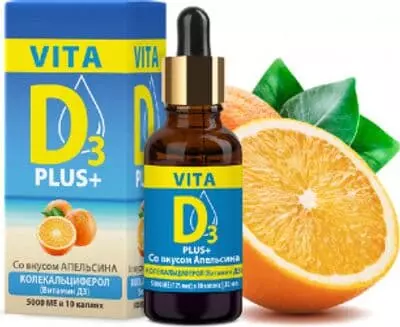 VITA
D3
PLUS+
Со вкусом АПЕЛЬСИНА
КОЛЕКАЛЬЦИФЕРОЛ
(Витамин Д3)
5000 МЕ в 10 каплях
VITA
D3
PLUS+
Со вкусом Апельсина
КОЛЕКАЛЬЦИФЕРОЛ (Витамин Д3)